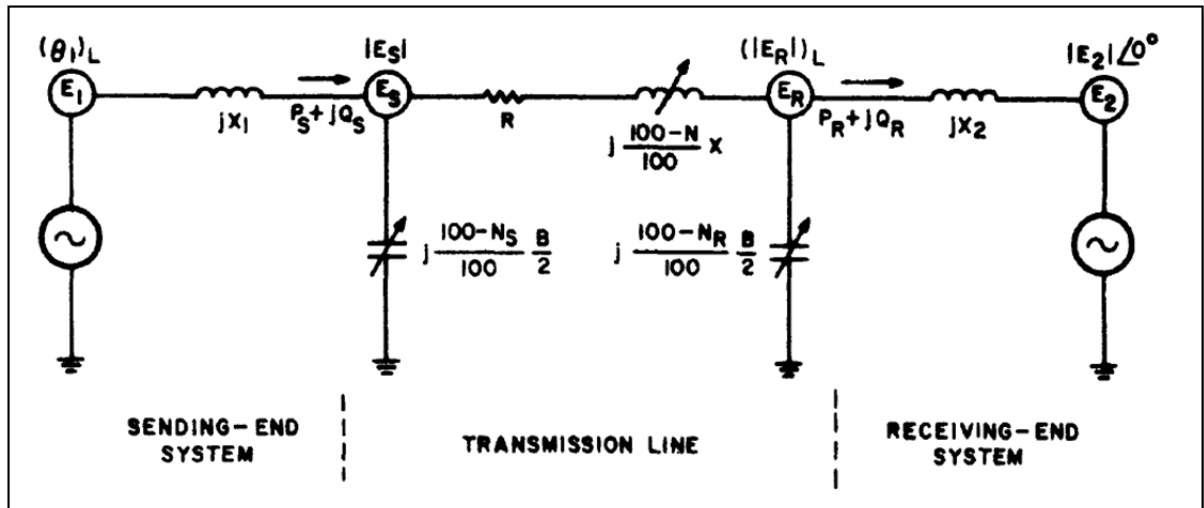 (θ1)L
|ES|
(|ER|)L
|E2|∠0°
E1
ES
ER
E2
jX1
PS+jQS
R
PR+jQR
jX2
j 100-N/100 X
j 100-NS/100 B/2
j 100-NR/100 B/2
SENDING-END
SYSTEM
TRANSMISSION LINE
RECEIVING-END
SYSTEM